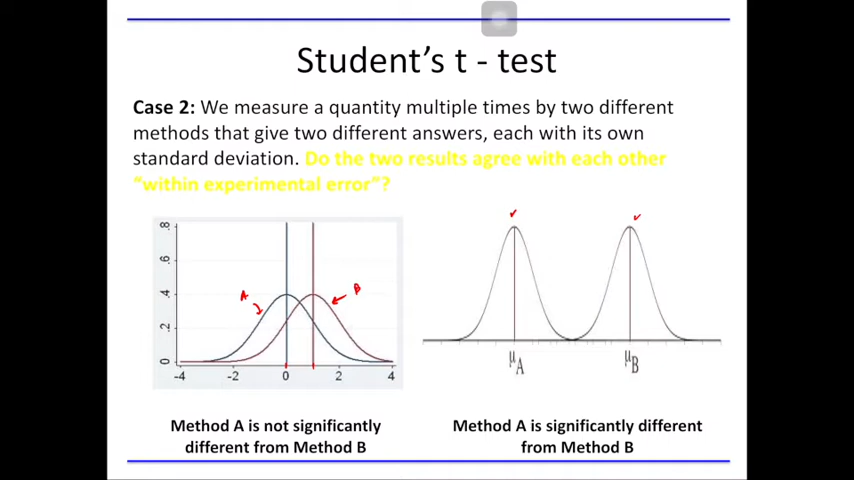 Student's t - test
Case 2: We measure a quantity multiple times by two different
methods that give two different answers, each with its own
standard deviation. Do the two results agree with each other
“within experimental error”?
.8
.6
.4
.2
0
-4 -2 0 2 4
A
B
μA μB
Method A is not significantly
different from Method B
Method A is significantly different
from Method B